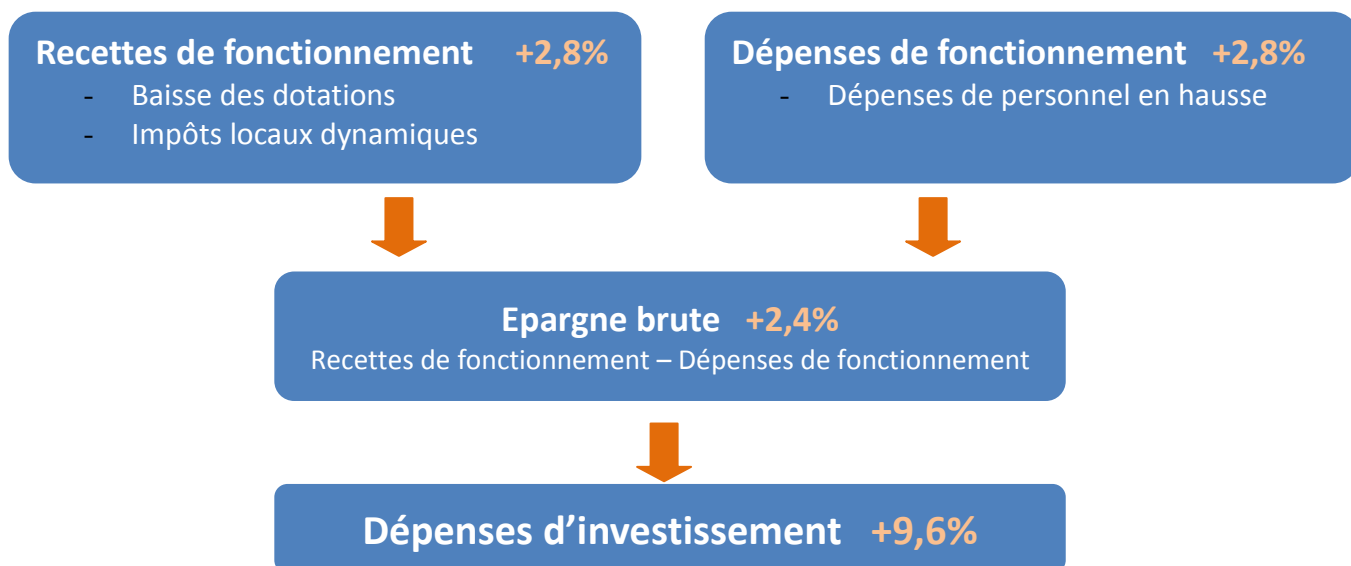 Recettes de fonctionnement +2,8%
- Baisse des dotations
- Impôts locaux dynamiques
Dépenses de fonctionnement +2,8%
- Dépenses de personnel en hausse
Epargne brute +2,4%
Recettes de fonctionnement – Dépenses de fonctionnement
Dépenses d’investissement +9,6%